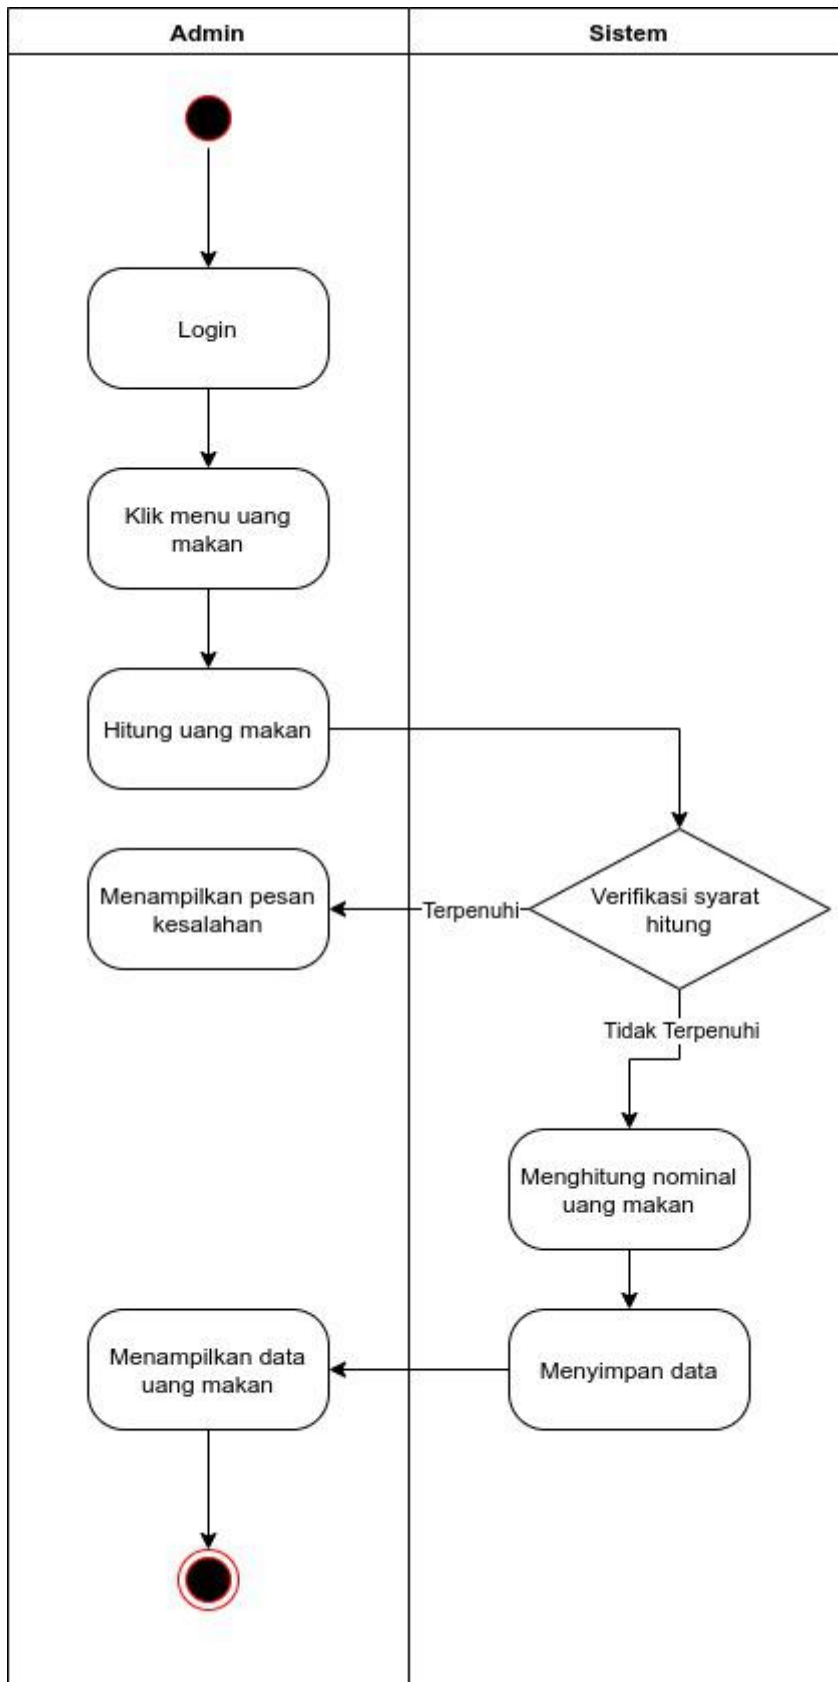 Admin
Sistem
Login
Klik menu uang
makan
Hitung uang makan
Menampilkan pesan
kesalahan
Terpenuhi
Verifikasi syarat
hitung
Tidak Terpenuhi
Menghitung nominal
uang makan
Menampilkan data
uang makan
Menyimpan data